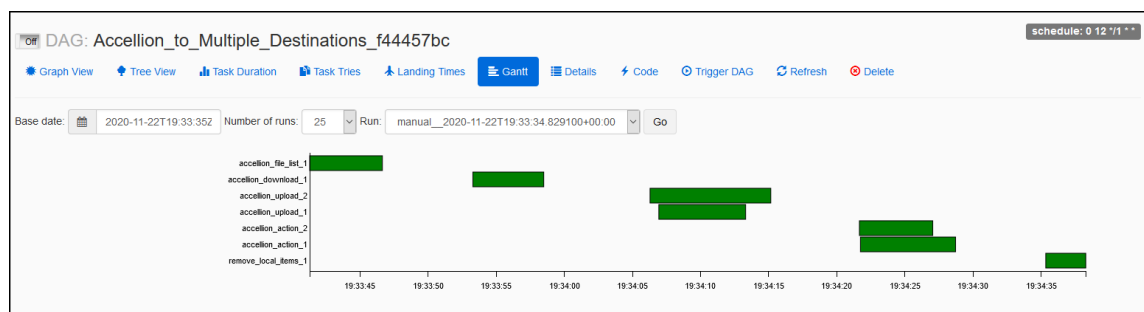 Off DAG: Accellion_to_Multiple_Destinations_f44457bc
schedule: 0 12 */1 * *
Graph View Tree View Task Duration Task Tries Landing Times Gantt Details Code Trigger DAG Refresh Delete
Base date: 2020-11-22T19:33:35Z Number of runs: 25 Run: manual__2020-11-22T19:33:34.829100+00:00 Go
accellion_file_list_1
accellion_download_1
accellion_upload_2
accellion_upload_1
accellion_action_2
accellion_action_1
remove_local_items_1
19:33:45 19:33:50 19:33:55 19:34:00 19:34:05 19:34:10 19:34:15 19:34:20 19:34:25 19:34:30 19:34:35